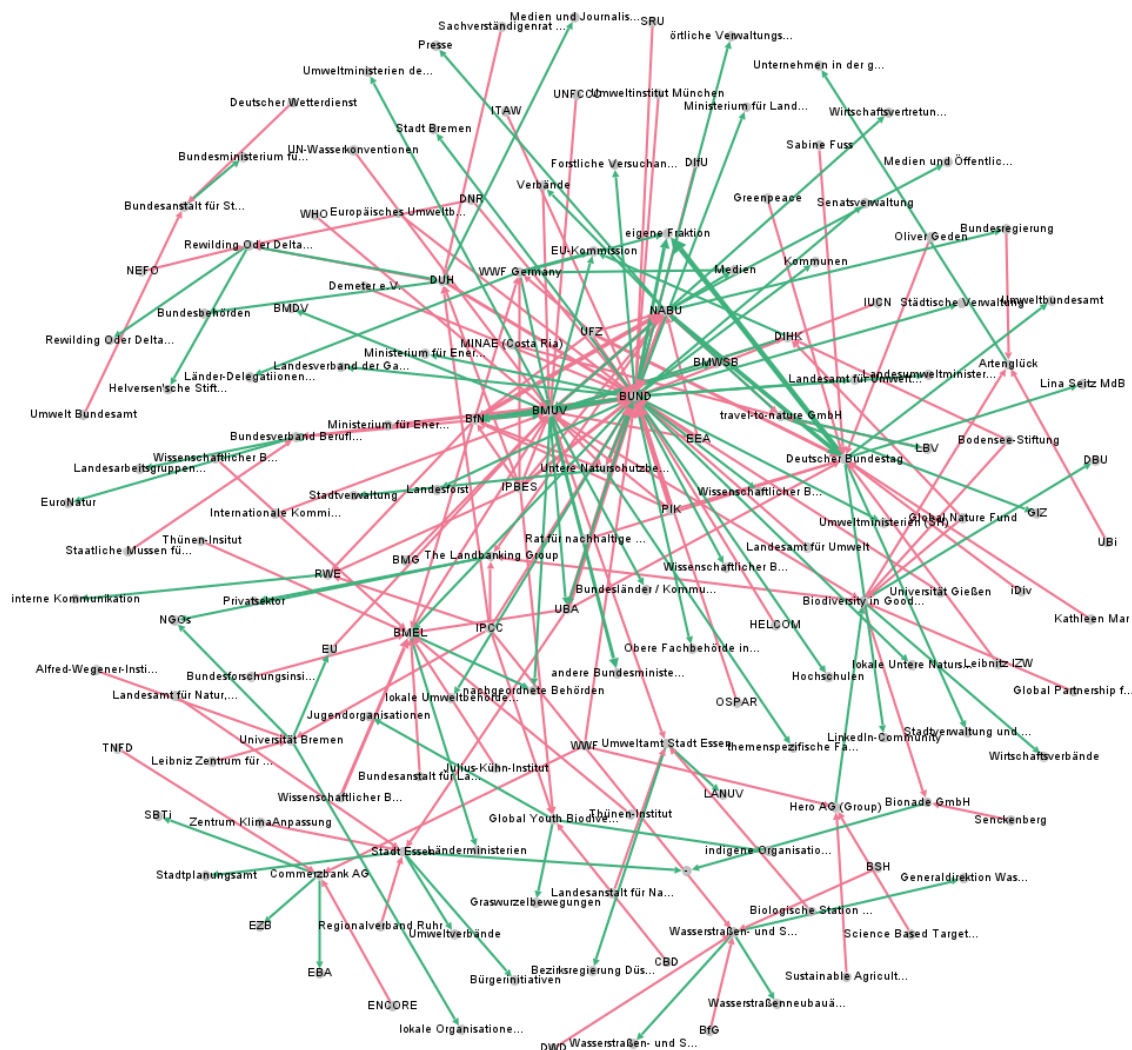 Medien und Journalis...
Sachverständigenrat ...
SRU
örtliche Verwaltungs...
Presse
Unternehmen in der g...
Umweltministerien de...
Deutscher Wetterdienst
UNFCCC
Umweltinstitut München
ITAW
Ministerium für Land...
Wirtschaftsvertretun...
Stadt Bremen
Sabine Fuss
UN-Wasserkonventionen
Bundesministerium fü...
Forstliche Versuchan...
DIfU
Medien und Öffentlic...
Verbände
Bundesanstalt für St...
DNR
Greenpeace
Senatsverwaltung
WHO
Europäisches Umweltb...
eigene Fraktion
Bundesregierung
Oliver Geden
Rewilding Oder Delta...
EU-Kommission
Kommunen
NEFO
DUH
WWF Germany
Medien
Demeter e.V.
IUCN
Städtische Verwaltung
Umweltbundesamt
Bundesbehörden
BMDV
NABU
UFZ
Rewilding Oder Delta...
MINAE (Costa Ria)
DIHK
Ministerium für Ener...
BMWSB
Artenglück
Landesverband der Ga...
Länder-Delegatiionen...
Landesumweltminister...
Landesamt für Umwelt...
Helversen'sche Stift...
Lina Seitz MdB
BUND
Umwelt Bundesamt
BMUV
BfN
travel-to-nature GmbH
Ministerium für Ener...
Bundesverband Berufl...
EEA
Bodensee-Stiftung
LBV
Wissenschaftlicher B...
Deutscher Bundestag
DBU
Landesarbeitsgruppen...
Untere Naturschutzbe...
IPBES
Landesforst
Wissenschaftlicher B...
Stadtverwaltung
EuroNatur
PIK
Global Nature Fund
GIZ
Internationale Kommi...
Umweltministerien (SH)
Thünen-Insitut
Rat für nachhaltige ...
UBi
Staatliche Mussen fü...
Landesamt für Umwelt
The Landbanking Group
BMG
Wissenschaftlicher B...
RWE
Bundesländer / Kommu...
Universität Gießen
iDiv
interne Kommunikation
Privatsektor
Biodiversity in Good...
UBA
NGOs
Kathleen Mar
HELCOM
BMEL
IPCC
EU
Obere Fachbehörde in...
Alfred-Wegener-Insti...
Bundesforschungsinsi...
andere Bundesministe...
lokale Untere Naturs...
Leibnitz IZW
Hochschulen
Landesamt für Natur,...
lokale Umweltbehörde...
nachgeordnete Behörden
Global Partnership f...
OSPAR
Jugendorganisationen
Universität Bremen
LinkedIn-Community
Stadtverwaltung und ...
TNFD
WWF
Umweltamt Stadt Essen
themenspezifische Fa...
Wirtschaftsverbände
Leibniz Zentrum für ...
Bundesanstalt für La...
Julius-Kühn-Institut
Wissenschaftlicher B...
LANUV
Hero AG (Group)
Bionade GmbH
SBTi
Zentrum KlimaAnpassung
Global Youth Biodive...
Thünen-Institut
Senckenberg
Stadt Essen
Länderministerien
indigene Organisatio...
Stadtplanungsamt
Commerzbank AG
-
BSH
Generaldirektion Was...
Landesanstalt für Na...
Graswurzelbewegungen
Biologische Station ...
EZB
Regionalverband Ruhr
Umweltverbände
Wasserstraßen- und S...
Science Based Target...
CBD
EBA
Bürgerinitiativen
Bezirksregierung Düs...
Sustainable Agricult...
ENCORE
Wasserstraßenneubauä...
lokale Organisatione...
BfG
DWD
Wasserstraßen- und S...